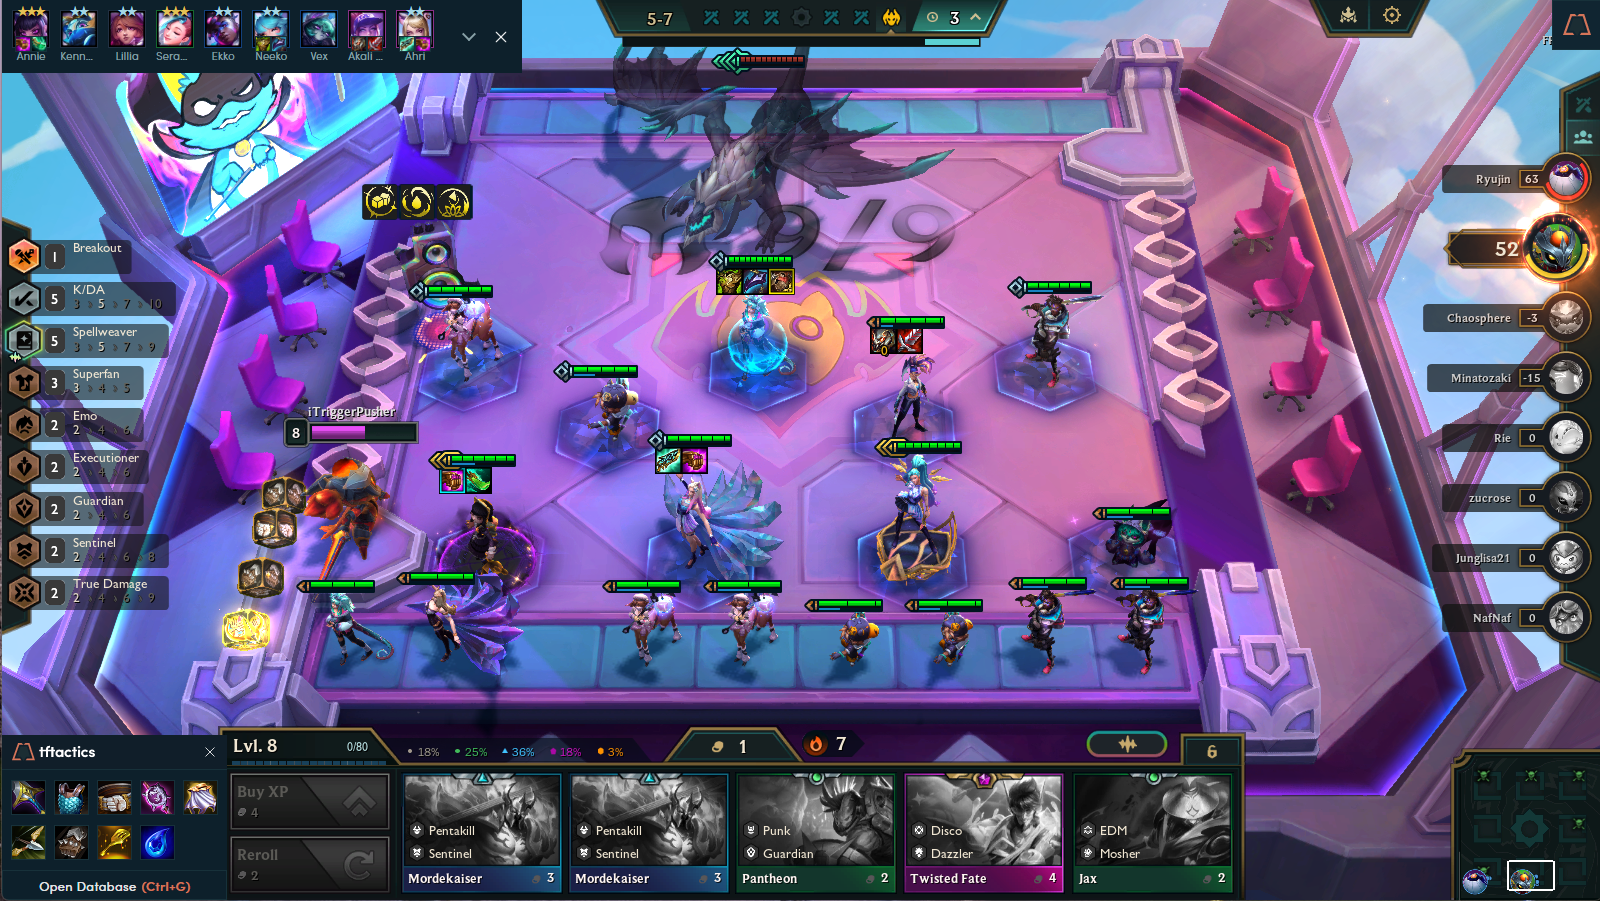 Annie
Kenn...
Lillia
Sera...
Ekko
Neeko
Vex
Akali ...
Ahri
5-7
3
Ryujin 63
52
Chaosphere -3
Minatozaki -15
Rie 0
zucrose 0
Junglisa21 0
NafNaf 0
1 Breakout
5 K/DA
3 > 5 > 7 > 10
5 Spellweaver
3 > 5 > 7 > 9
3 Superfan
3 > 4 > 5
2 Emo
2 > 4 > 6
2 Executioner
2 > 4 > 6
2 Guardian
2 > 4 > 6
2 Sentinel
2 > 4 > 6 > 8
2 True Damage
2 > 4 > 6 > 9
9/9
0
iTriggerPusher
8
tftactics
Open Database (Ctrl+G)
Lvl. 8
0/80
18%
25%
36%
18%
3%
1
7
6
Buy XP
4
Reroll
2
Pentakill
Sentinel
Mordekaiser 3
Pentakill
Sentinel
Mordekaiser 3
Punk
Guardian
Pantheon 2
Disco
Dazzler
Twisted Fate 4
EDM
Mosher
Jax 2